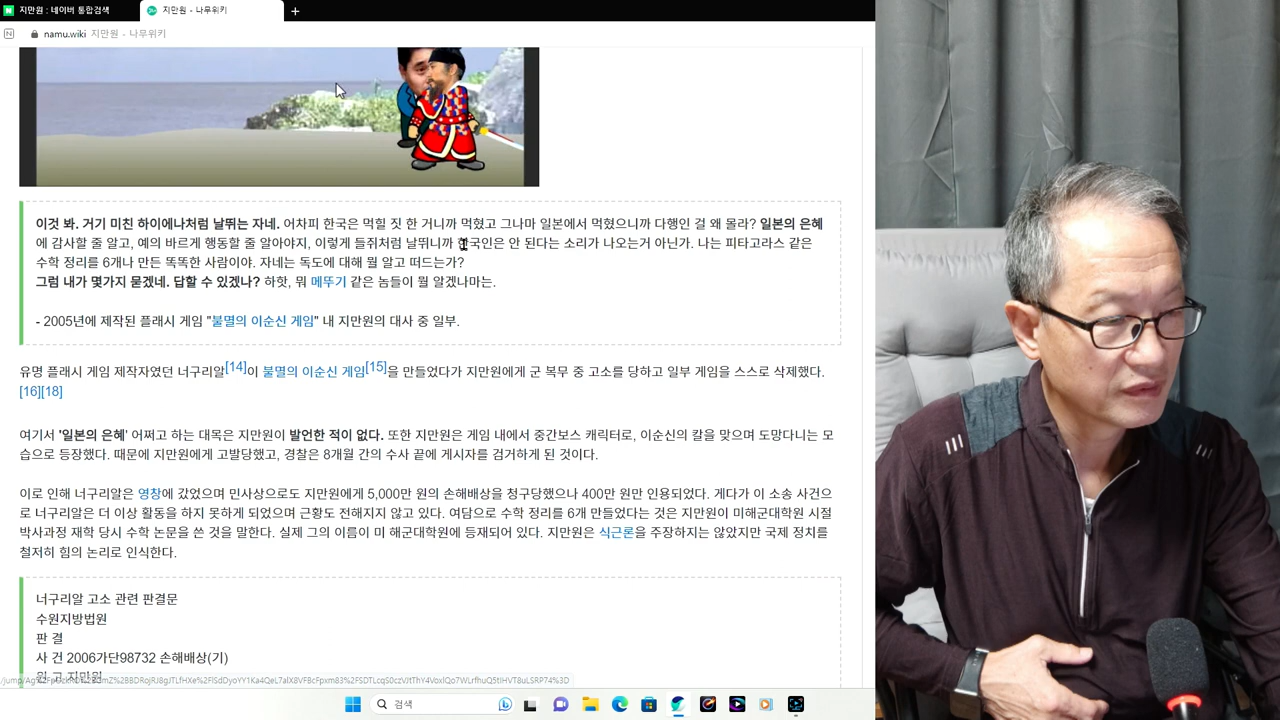 지만원 : 네이버 통합검색
지만원 - 나무위키
namu.wiki 지만원 - 나무위키
이것 봐. 거기 미친 하이에나처럼 날뛰는 자네. 어차피 한국은 먹힐 짓 한 거니까 먹혔고 그나마 일본에서 먹혔으니까 다행인 걸 왜 몰라? 일본의 은혜
에 감사할 줄 알고, 예의 바르게 행동할 줄 알아야지, 이렇게 들쥐처럼 날뛰니까 한국인은 안 된다는 소리가 나오는거 아닌가. 나는 피타고라스 같은
수학 정리를 6개나 만든 똑똑한 사람이야. 자네는 독도에 대해 뭘 알고 떠드는가?
그럼 내가 몇가지 묻겠네. 답할 수 있겠나? 하핫, 뭐 메뚜기 같은 놈들이 뭘 알겠나마는.
- 2005년에 제작된 플래시 게임 "불멸의 이순신 게임" 내 지만원의 대사 중 일부.
유명 플래시 게임 제작자였던 너구리알[14]이 불멸의 이순신 게임[15]을 만들었다가 지만원에게 군 복무 중 고소를 당하고 일부 게임을 스스로 삭제했다.
[16][18]
여기서 '일본의 은혜' 어쩌고 하는 대목은 지만원이 발언한 적이 없다. 또한 지만원은 게임 내에서 중간보스 캐릭터로, 이순신의 칼을 맞으며 도망다니는 모
습으로 등장했다. 때문에 지만원에게 고발당했고, 경찰은 8개월 간의 수사 끝에 게시자를 검거하게 된 것이다.
이로 인해 너구리알은 영창에 갔었으며 민사상으로도 지만원에게 5,000만 원의 손해배상을 청구당했으나 400만 원만 인용되었다. 게다가 이 소송 사건으
로 너구리알은 더 이상 활동을 하지 못하게 되었으며 근황도 전해지지 않고 있다. 여담으로 수학 정리를 6개 만들었다는 것은 지만원이 미해군대학원 시절
박사과정 재학 당시 수학 논문을 쓴 것을 말한다. 실제 그의 이름이 미 해군대학원에 등재되어 있다. 지만원은 식근론을 주장하지는 않았지만 국제 정치를
철저히 힘의 논리로 인식한다.
너구리알 고소 관련 판결문
수원지방법원
판 결
사 건 2006가단98732 손해배상(기)
원 고 지만원
검색